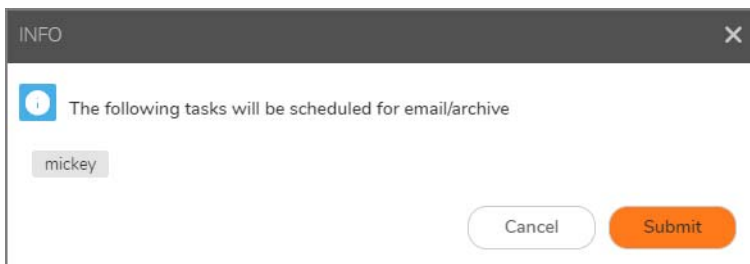 INFO
The following tasks will be scheduled for email/archive
mickey
Cancel Submit